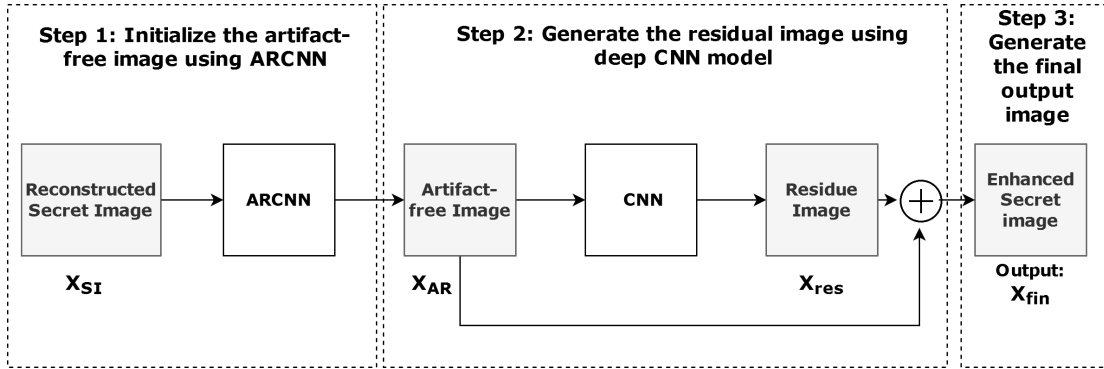 Step 1: Initialize the artifact-
free image using ARCNN
Step 2: Generate the residual image using
deep CNN model
Step 3:
Generate
the final
output
image
Reconstructed
Secret Image
ARCNN
Artifact-
free Image
CNN
Residue
Image
Enhanced
Secret
image
X_SI
X_AR
X_res
Output:
X_fin